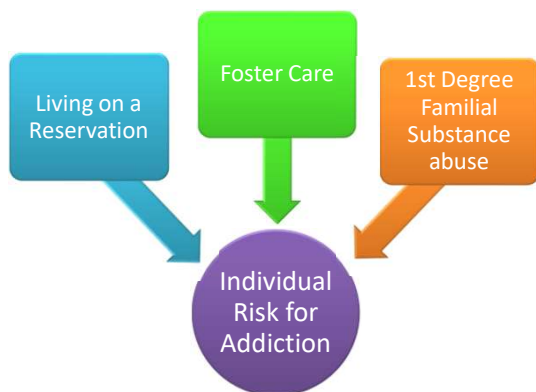 Living on a
Reservation
Foster Care
1st Degree
Familial
Substance
abuse
Individual
Risk for
Addiction